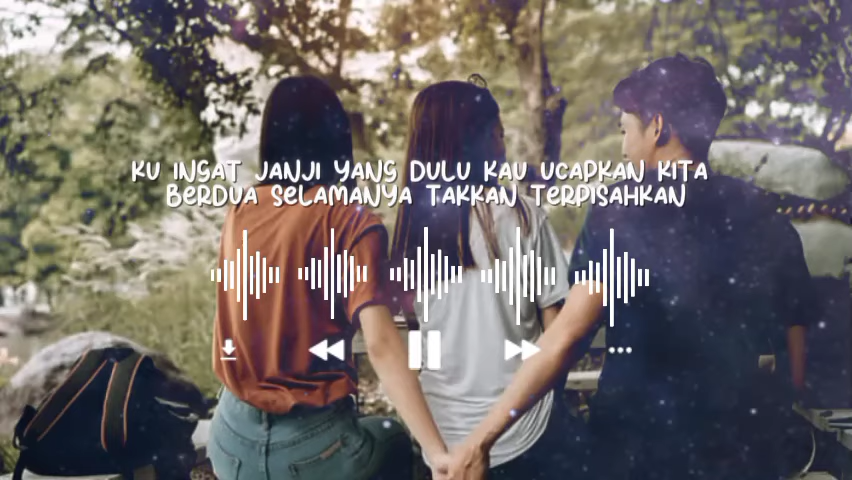 KU INGAT JANJI YANG DULU KAU UCAPKAN KITA
BERDUA SELAMANYA TAKKAN TERPISAHKAN